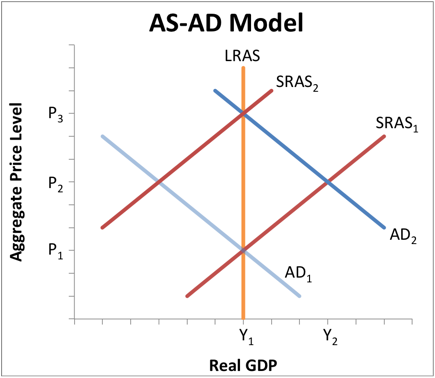 AS-AD Model
LRAS
SRAS₂
P₃
SRAS₁
Aggregate Price Level
P₂
AD₂
P₁
AD₁
Y₁
Y₂
Real GDP